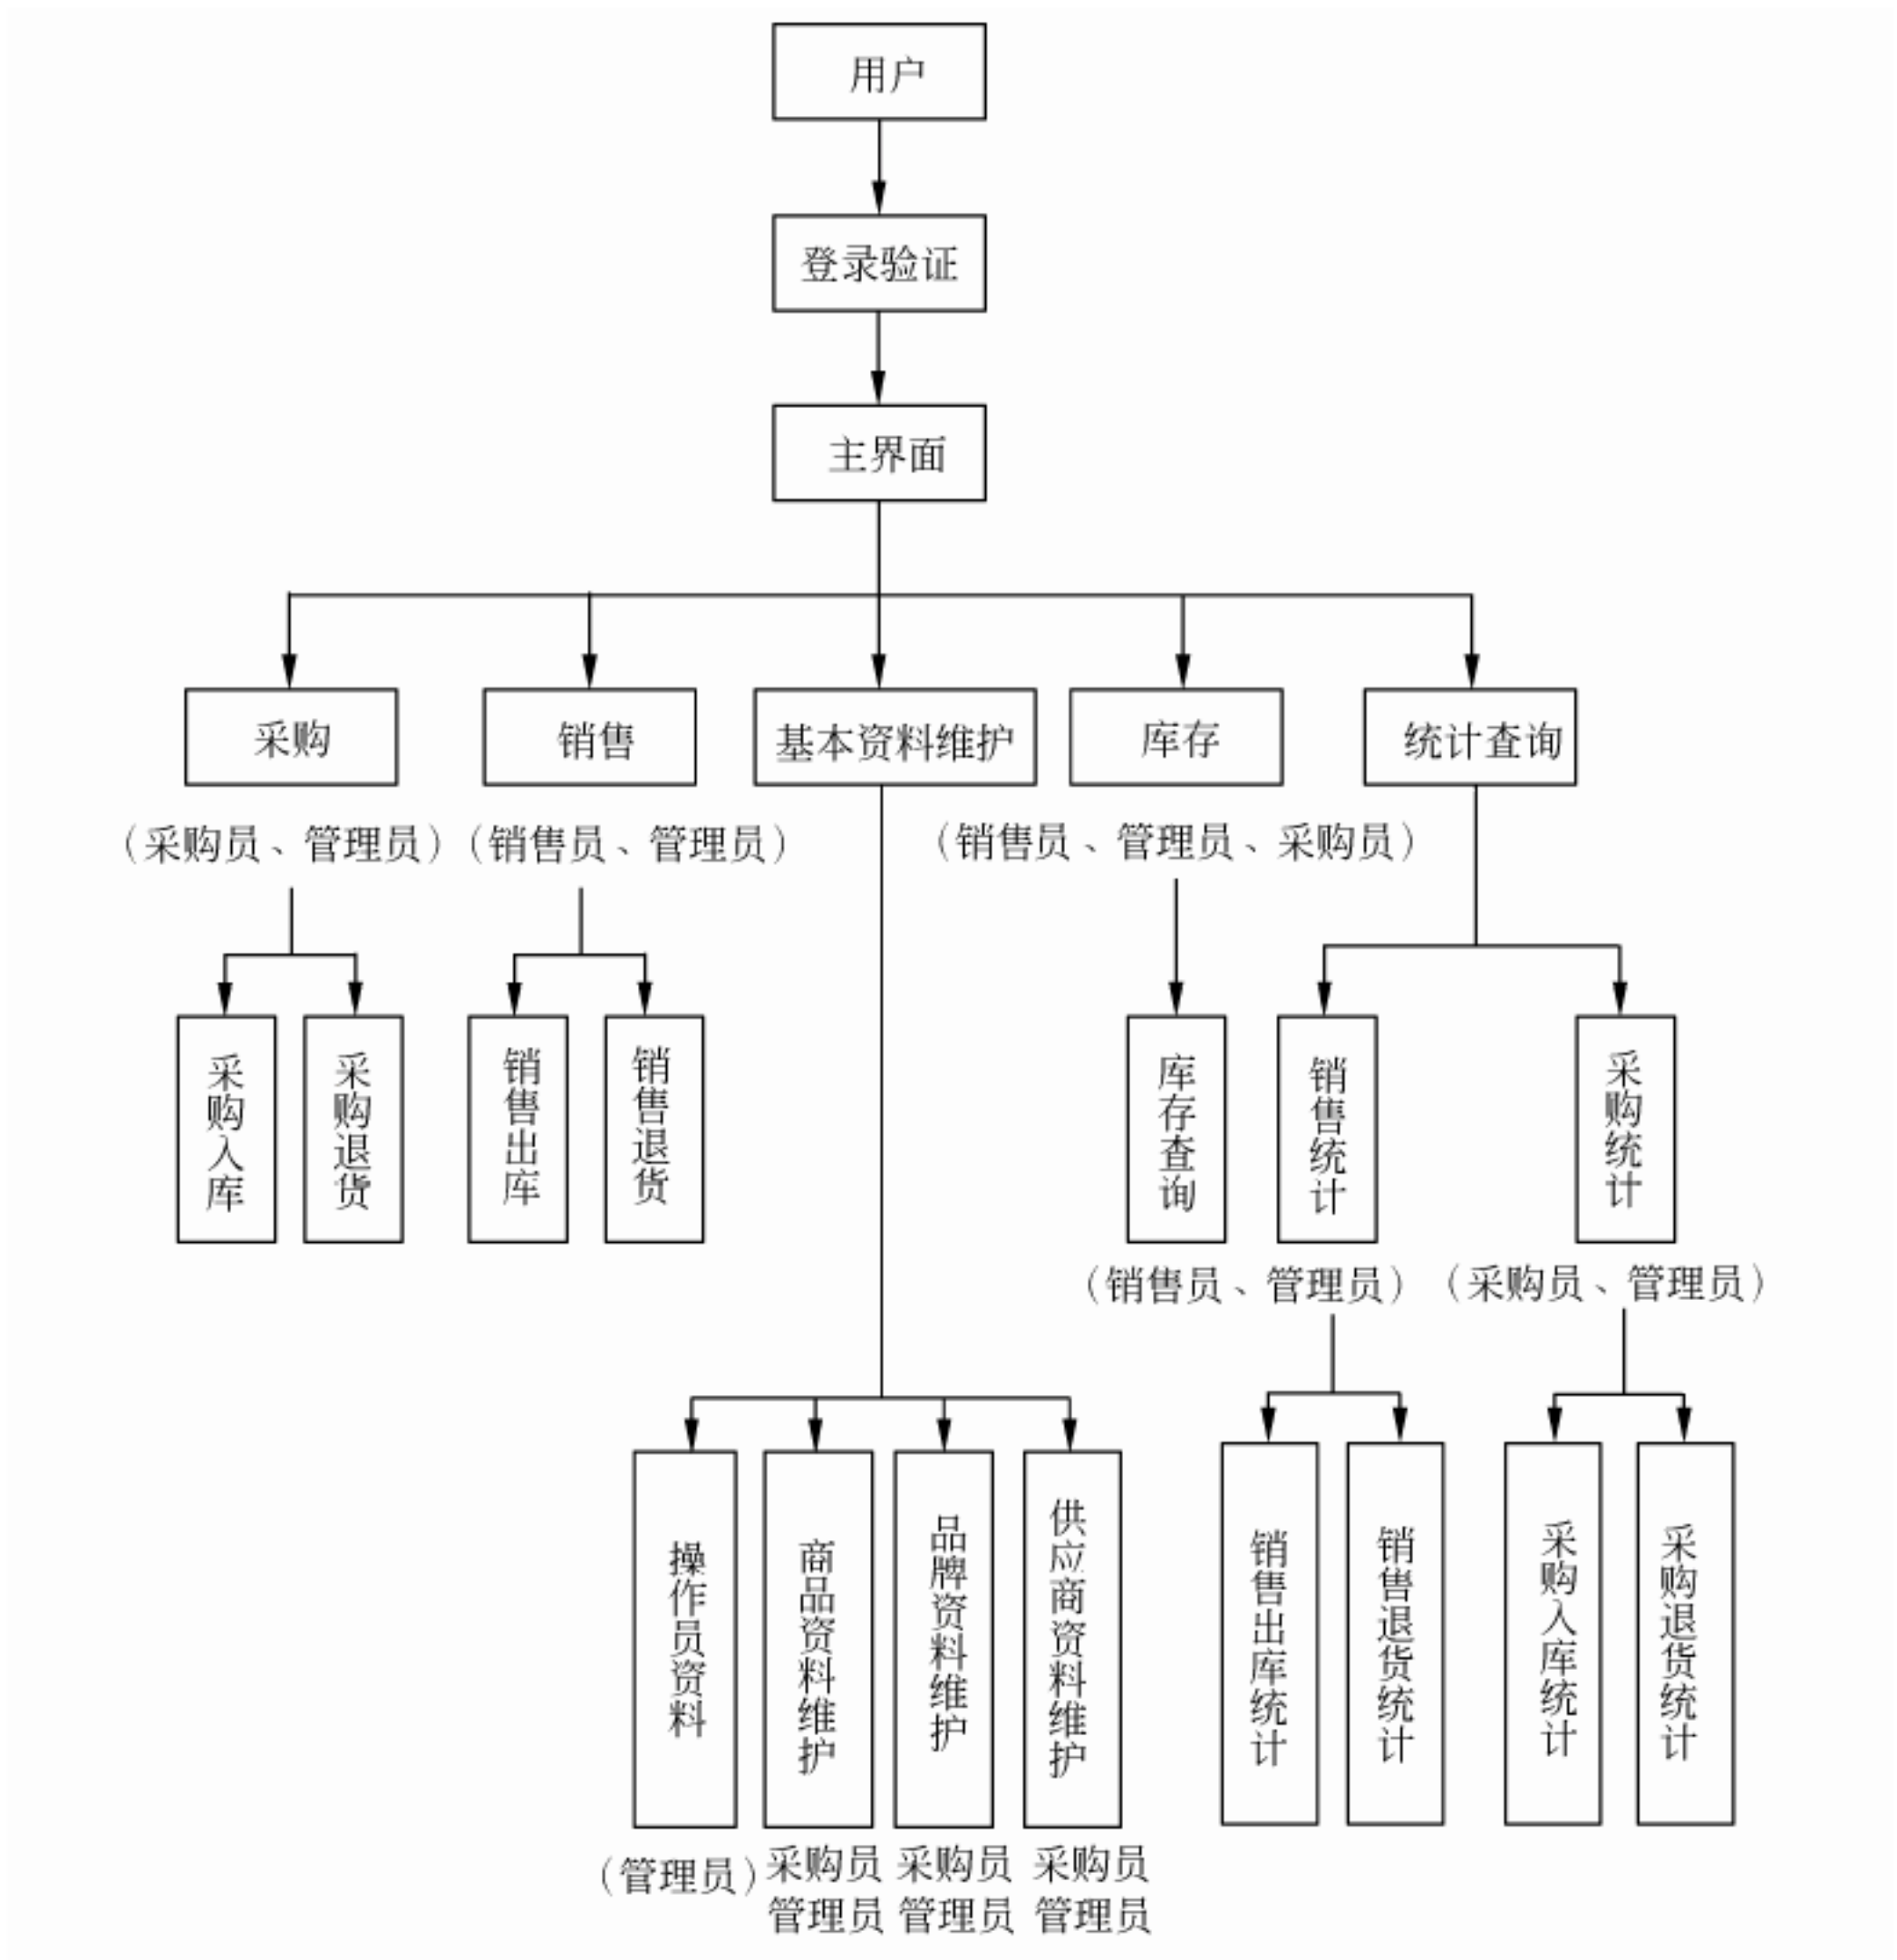 用户
登录验证
主界面
采购
销售
基本资料维护
库存
统计查询
（采购员、管理员）
（销售员、管理员）
（销售员、管理员、采购员）
采购入库
采购退货
销售出库
销售退货
库存查询
销售统计
采购统计
（销售员、管理员）
（采购员、管理员）
操作员资料
商品资料维护
品牌资料维护
供应商资料维护
销售出库统计
销售退货统计
采购入库统计
采购退货统计
（管理员）
采购员
管理员
采购员
管理员
采购员
管理员